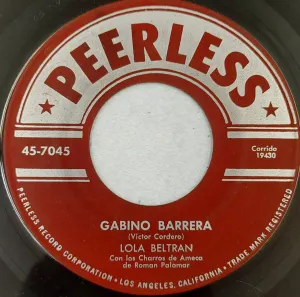 ★ PEERLESS ★
45-7045
Corrido
19430
GABINO BARRERA
(Victor Cordero)
LOLA BELTRAN
Con los Charros de Ameca
de Roman Palomar
PEERLESS RECORD CORPORATION • LOS ANGELES, CALIFORNIA • TRADE MARK REGISTERED